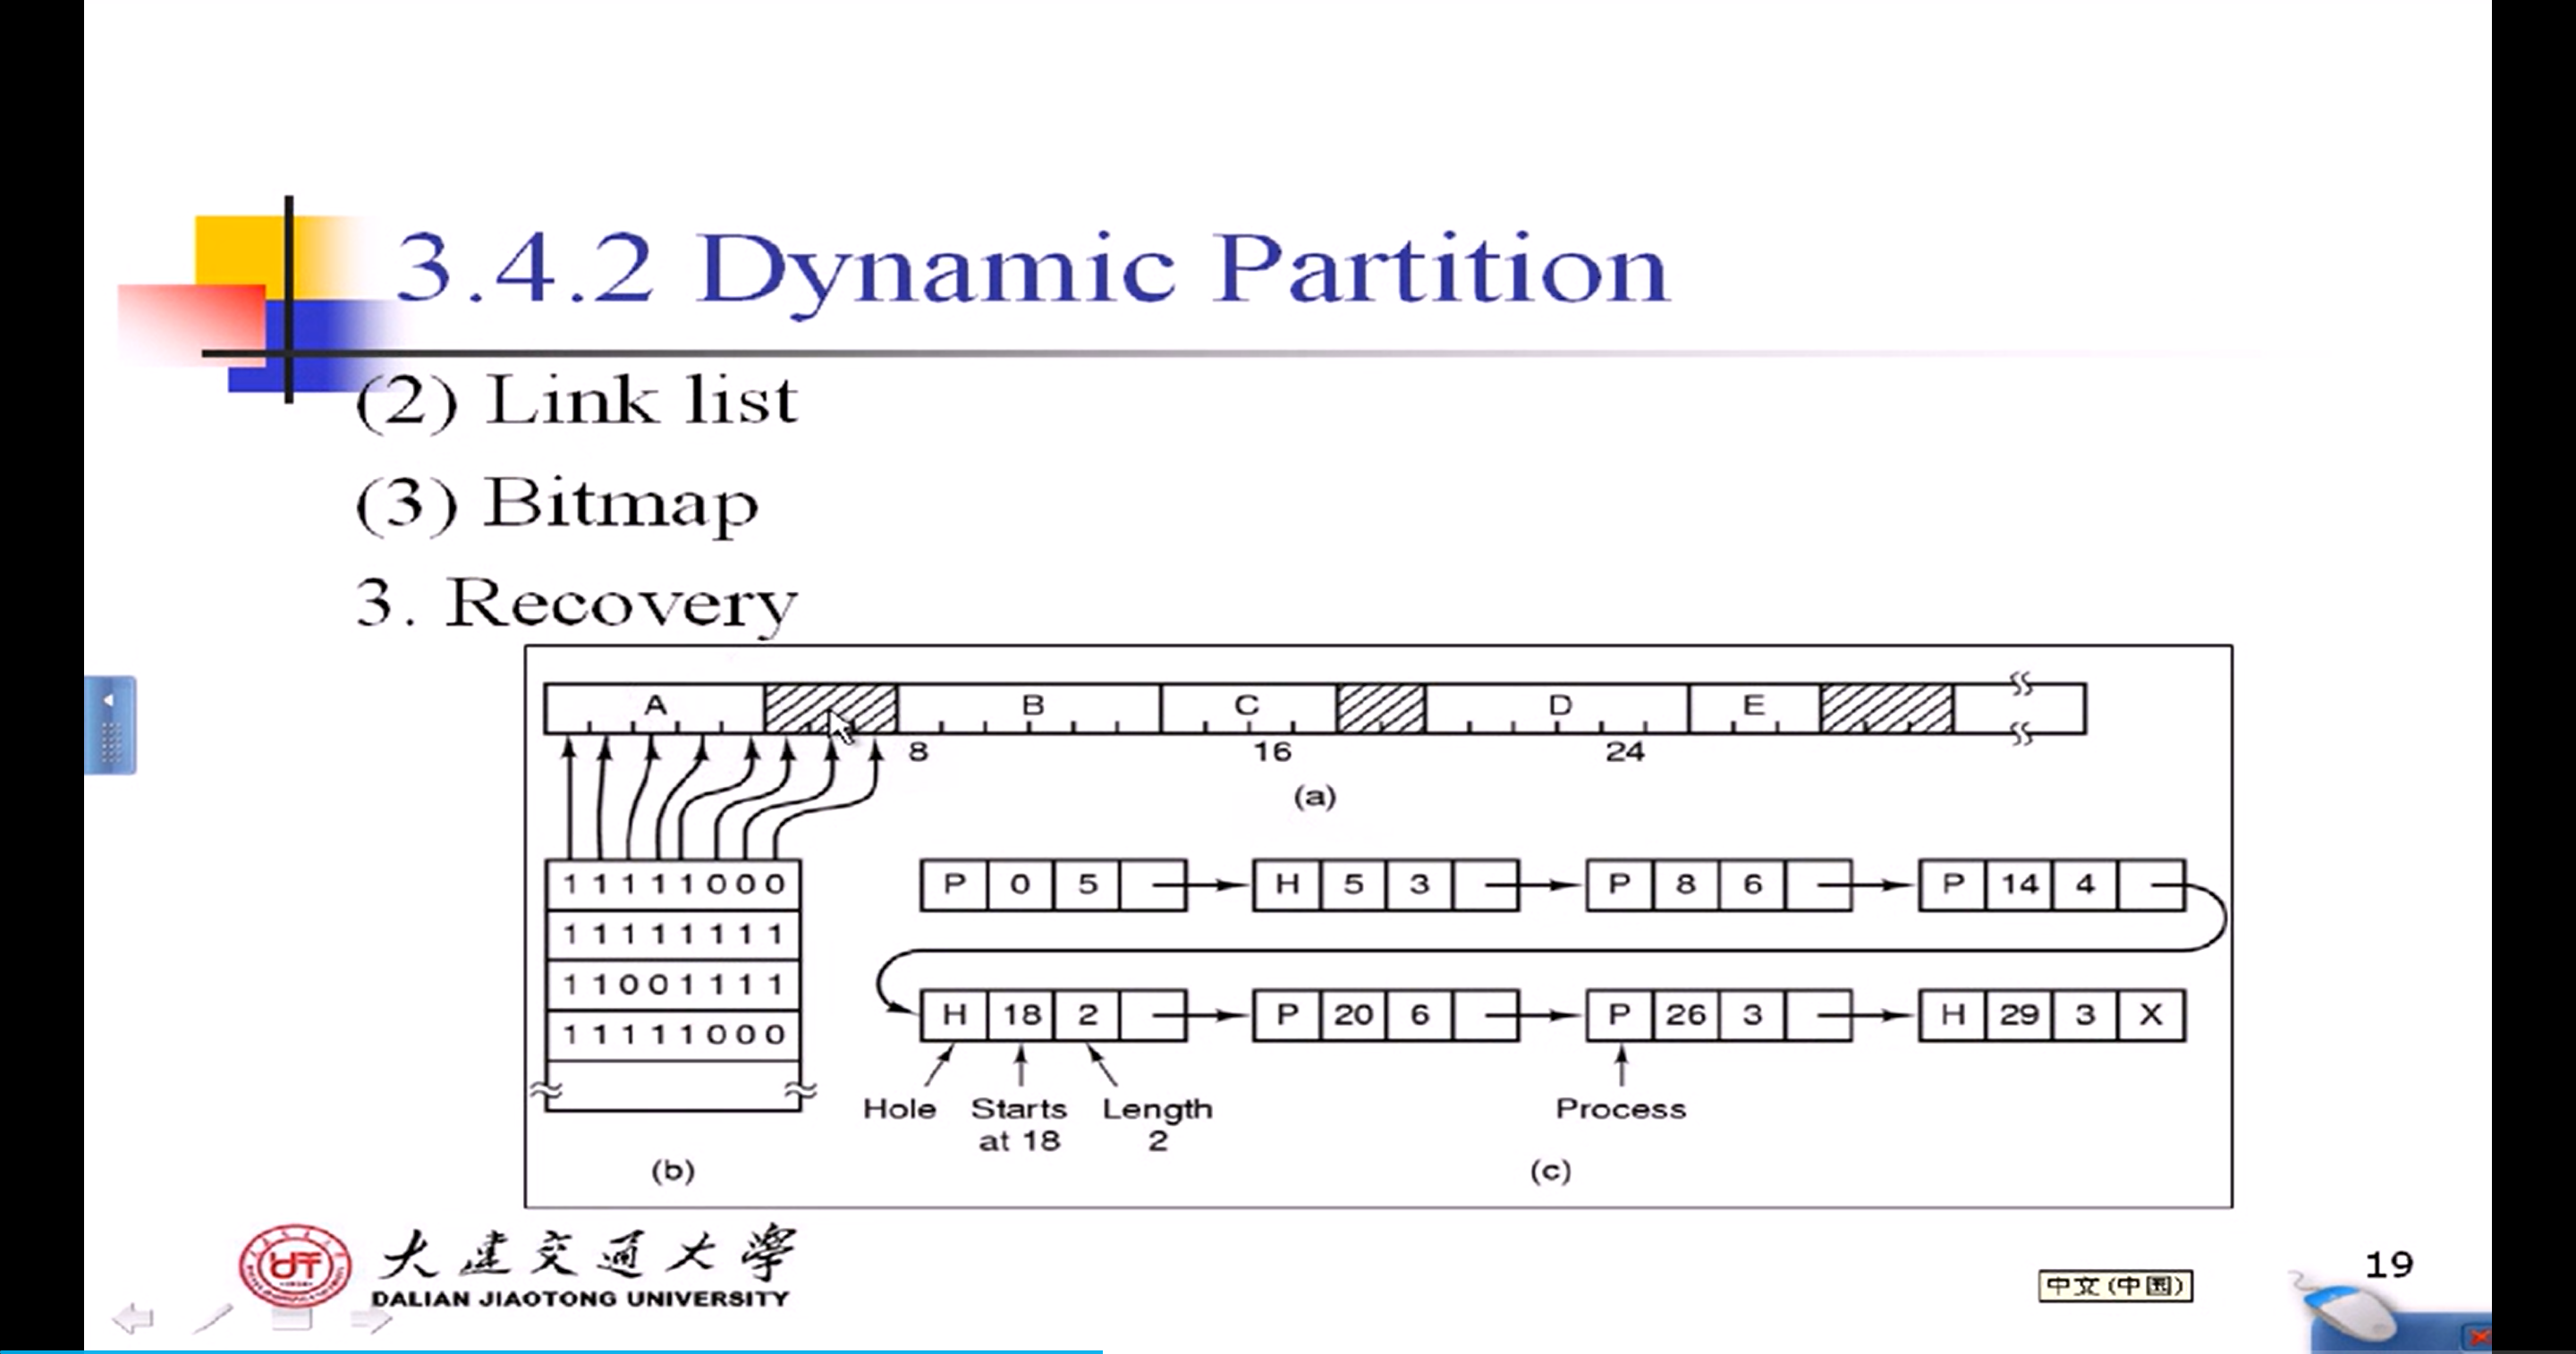 3.4.2 Dynamic Partition
(2) Link list
(3) Bitmap
3. Recovery
A B C D E
8 16 24
(a)
1 1 1 1 1 0 0 0
1 1 1 1 1 1 1 1
1 1 0 0 1 1 1 1
1 1 1 1 1 0 0 0
(b)
P 0 5 H 5 3 P 8 6 P 14 4
H 18 2 P 20 6 P 26 3 H 29 3 X
Hole Starts at 18 Length 2 Process
(c)
大连交通大学
DALIAN JIAOTONG UNIVERSITY
中文(中国)
19